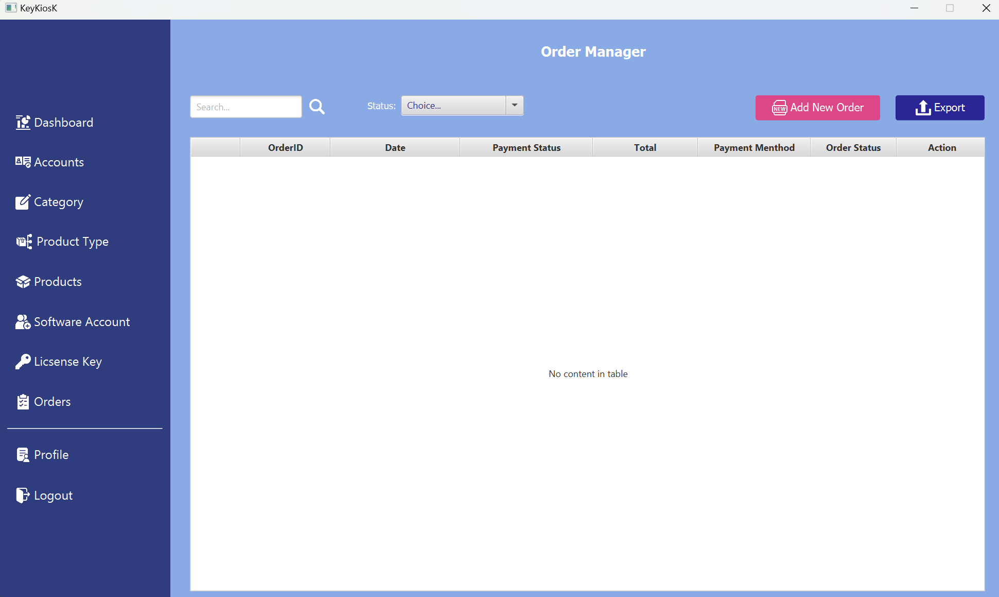 KeyKiosK
Order Manager
Search...
Status:
Choice...
NEW
Add New Order
Export
Dashboard
Accounts
Category
Product Type
Products
Software Account
Licsense Key
Orders
Profile
Logout
OrderID Date Payment Status Total Payment Menthod Order Status Action
No content in table